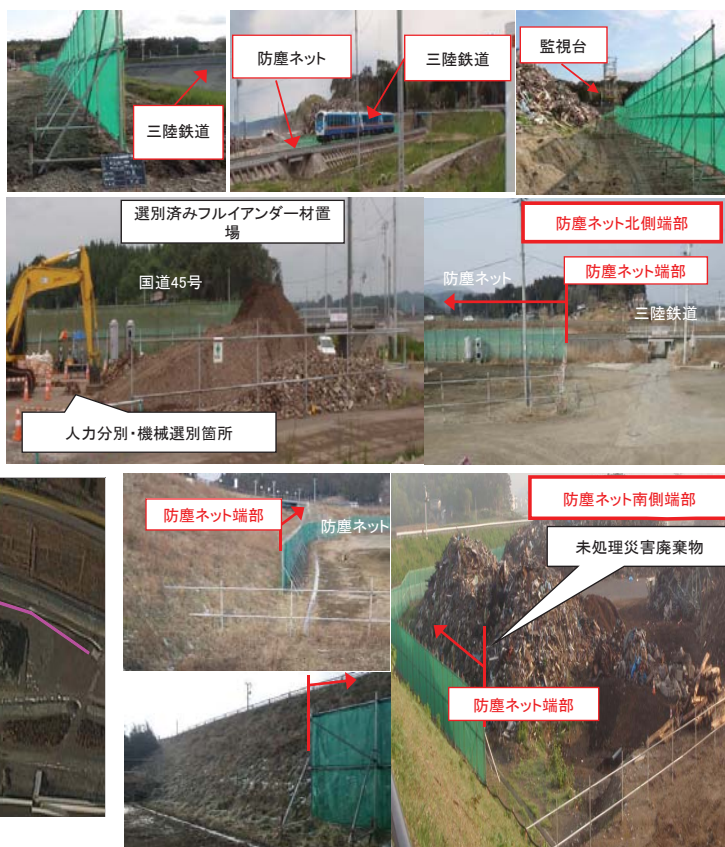 三陸鉄道
防塵ネット
三陸鉄道
監視台
選別済みフルイアンダー材置
場
国道45号
人力分別・機械選別箇所
防塵ネット北側端部
防塵ネット端部
防塵ネット
三陸鉄道
防塵ネット端部
防塵ネット
防塵ネット南側端部
未処理災害廃棄物
防塵ネット端部